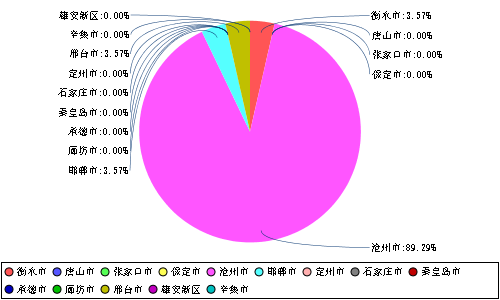 雄安新区:0.00%
辛集市:0.00%
邢台市:3.57%
定州市:0.00%
石家庄市:0.00%
秦皇岛市:0.00%
承德市:0.00%
廊坊市:0.00%
邯郸市:3.57%
衡水市:3.57%
唐山市:0.00%
张家口市:0.00%
保定市:0.00%
沧州市:89.29%
衡水市 唐山市 张家口市 保定市 沧州市 邯郸市 定州市 石家庄市 秦皇岛市
承德市 廊坊市 邢台市 雄安新区 辛集市